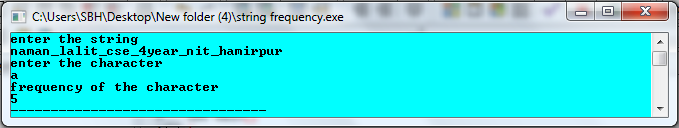 C:\Users\SBH\Desktop\New folder (4)\string frequency.exe
enter the string
naman_lalit_cse_4year_nit_hamirpur
enter the character
a
frequency of the character
5
--------------------------------